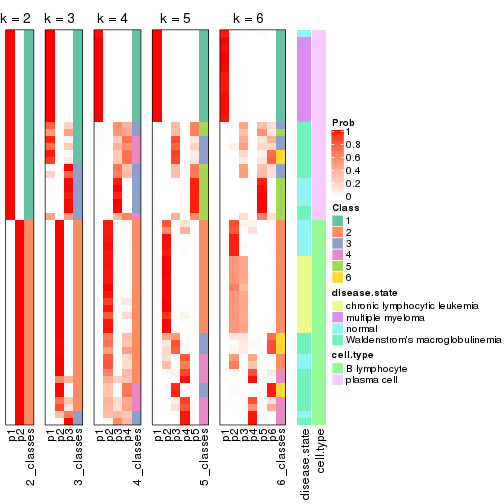 k = 2 k = 3 k = 4 k = 5 k = 6
Prob
1
0.8
0.6
0.4
0.2
0
Class
1
2
3
4
5
6
disease.state
chronic lymphocytic leukemia
multiple myeloma
normal
Waldenstrom's macroglobulinemia
cell.type
B lymphocyte
plasma cell
p1 p2 2_classes p1 p2 p3 3_classes p1 p2 p3 p4 4_classes p1 p2 p3 p4 p5 5_classes p1 p2 p3 p4 p5 p6 6_classes disease.state cell.type